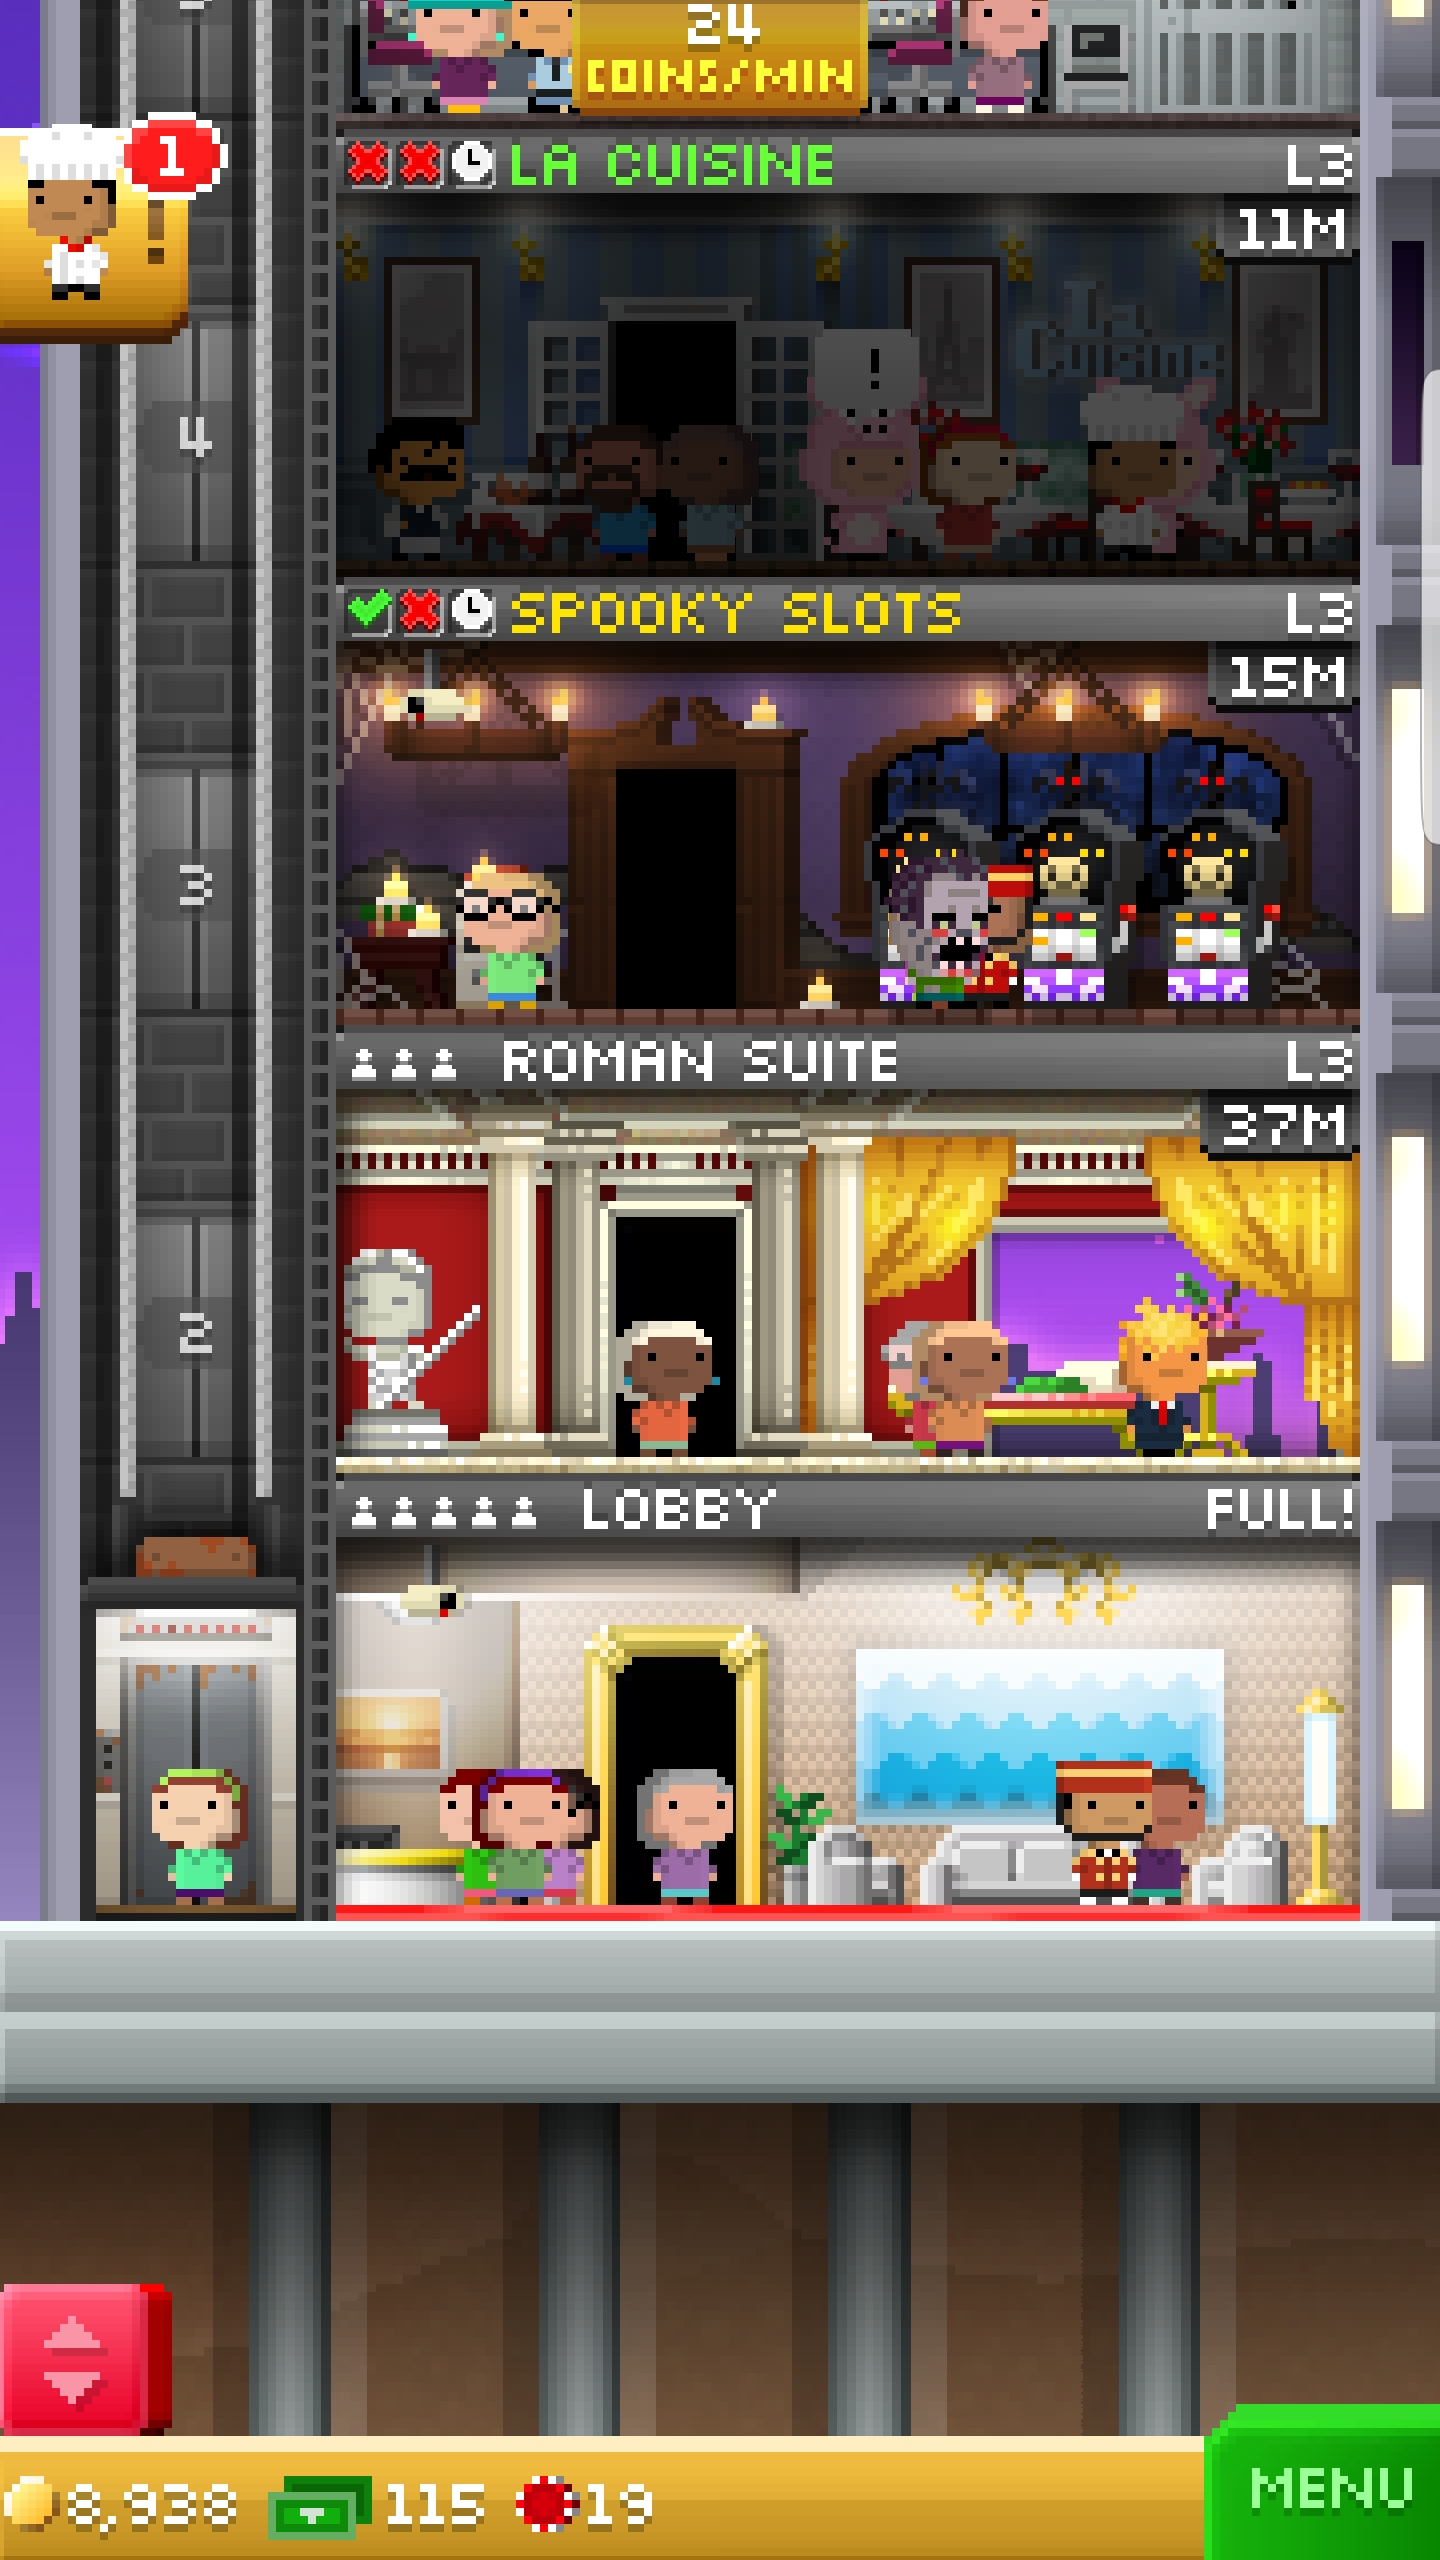 24
COINS/MIN
1
!
LA CUISINE L3
11M
La
Cuisine
!
4
SPOOKY SLOTS L3
15M
3
ROMAN SUITE L3
37M
2
LOBBY FULL!
8,938 115 19
MENU